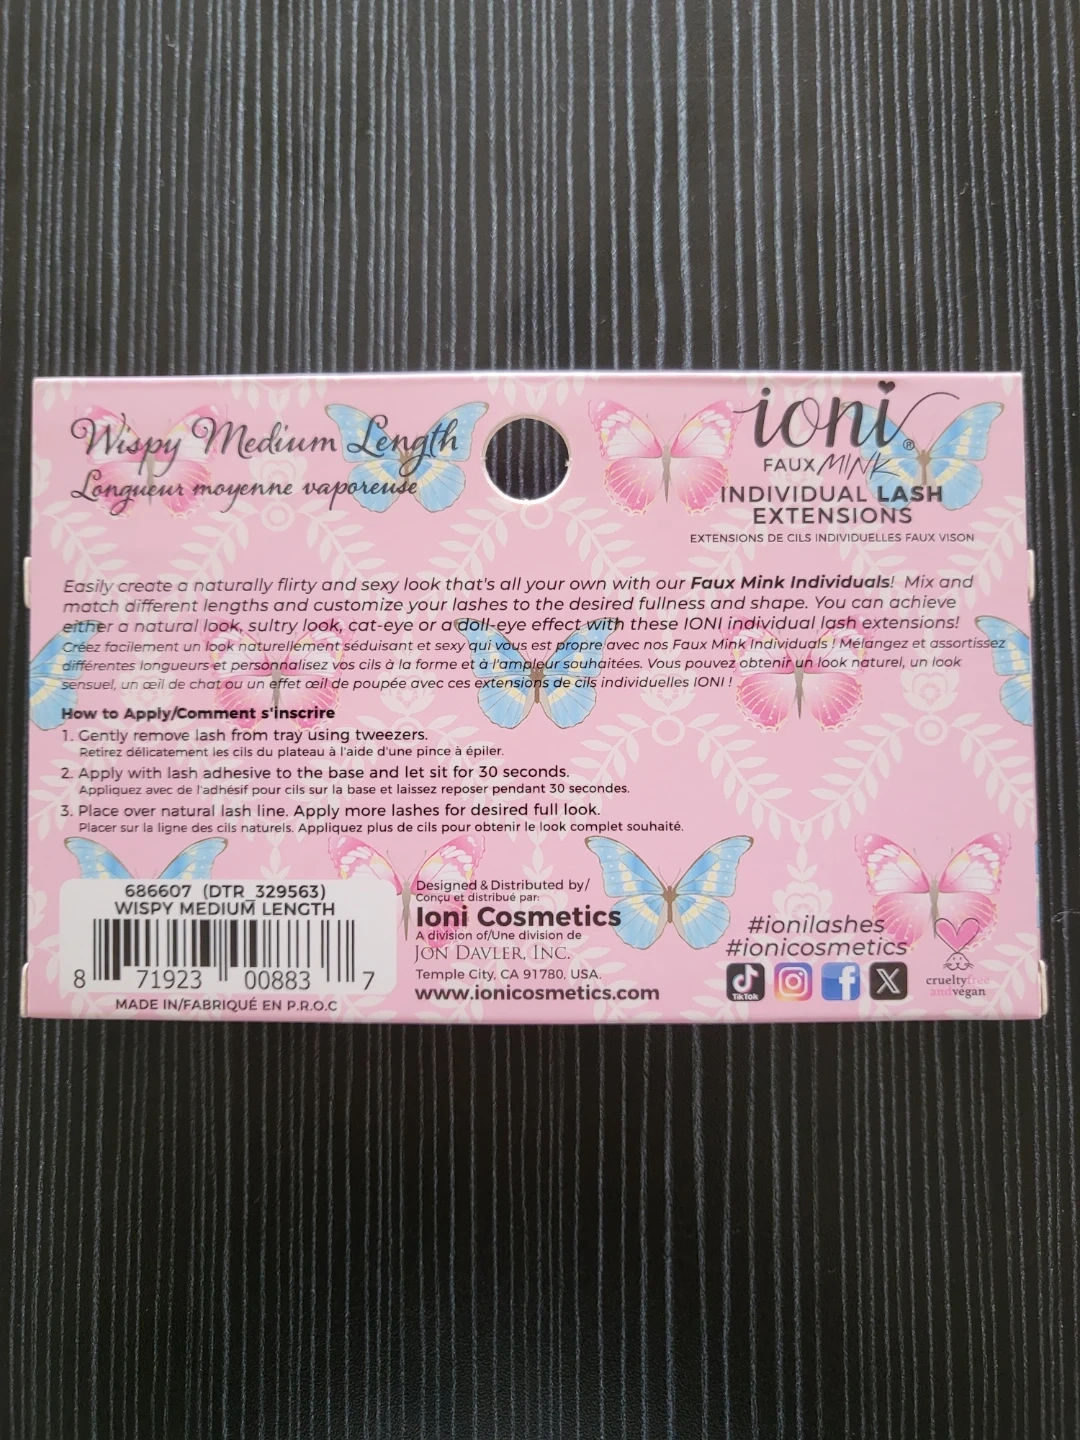 Wispy Medium Length
Longueur moyenne vaporeuse
ioni®
FAUX MINK
INDIVIDUAL LASH
EXTENSIONS
EXTENSIONS DE CILS INDIVIDUELLES FAUX VISON
Easily create a naturally flirty and sexy look that's all your own with our Faux Mink Individuals! Mix and
match different lengths and customize your lashes to the desired fullness and shape. You can achieve
either a natural look, sultry look, cat-eye or a doll-eye effect with these IONI individual lash extensions!
Créez facilement un look naturellement séduisant et sexy qui vous est propre avec nos Faux Mink Individuals ! Mélangez et assortissez
différentes longueurs et personnalisez vos cils à la forme et à l'ampleur souhaitées. Vous pouvez obtenir un look naturel, un look
sensuel, un œil de chat ou un effet œil de poupée avec ces extensions de cils individuelles IONI !
How to Apply/Comment s'inscrire
1. Gently remove lash from tray using tweezers.
Retirez délicatement les cils du plateau à l'aide d'une pince à épiler.
2. Apply with lash adhesive to the base and let sit for 30 seconds.
Appliquez avec de l'adhésif pour cils sur la base et laissez reposer pendant 30 secondes.
3. Place over natural lash line. Apply more lashes for desired full look.
Placer sur la ligne des cils naturels. Appliquez plus de cils pour obtenir le look complet souhaité.
686607 (DTR_329563)
WISPY MEDIUM LENGTH
8 71923 00883 7
MADE IN/FABRIQUÉ EN P.R.O.C
Designed & Distributed by/
Conçu et distribué par:
Ioni Cosmetics
A division of/Une division de
JON DAVLER, INC.
Temple City, CA 91780, USA.
www.ionicosmetics.com
#ionilashes
#ionicosmetics
TikTok
crueltyfree
andvegan